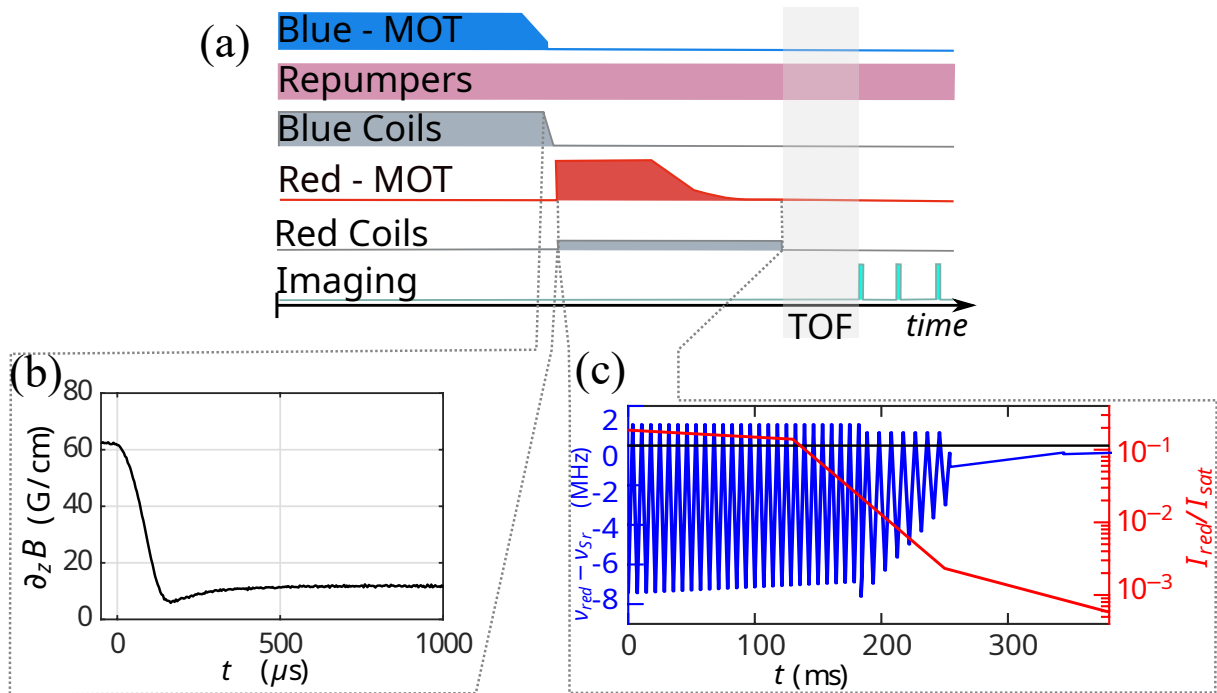 (a)
Blue - MOT
Repumpers
Blue Coils
Red - MOT
Red Coils
Imaging
TOF
time
(b)
80
60
40
20
0
∂zB (G/cm)
0
500
1000
t (μs)
(c)
2
0
-2
-4
-6
-8
νred − νSr (MHz)
10⁻¹
10⁻²
10⁻³
Ired/Isat
0
100
200
300
t (ms)